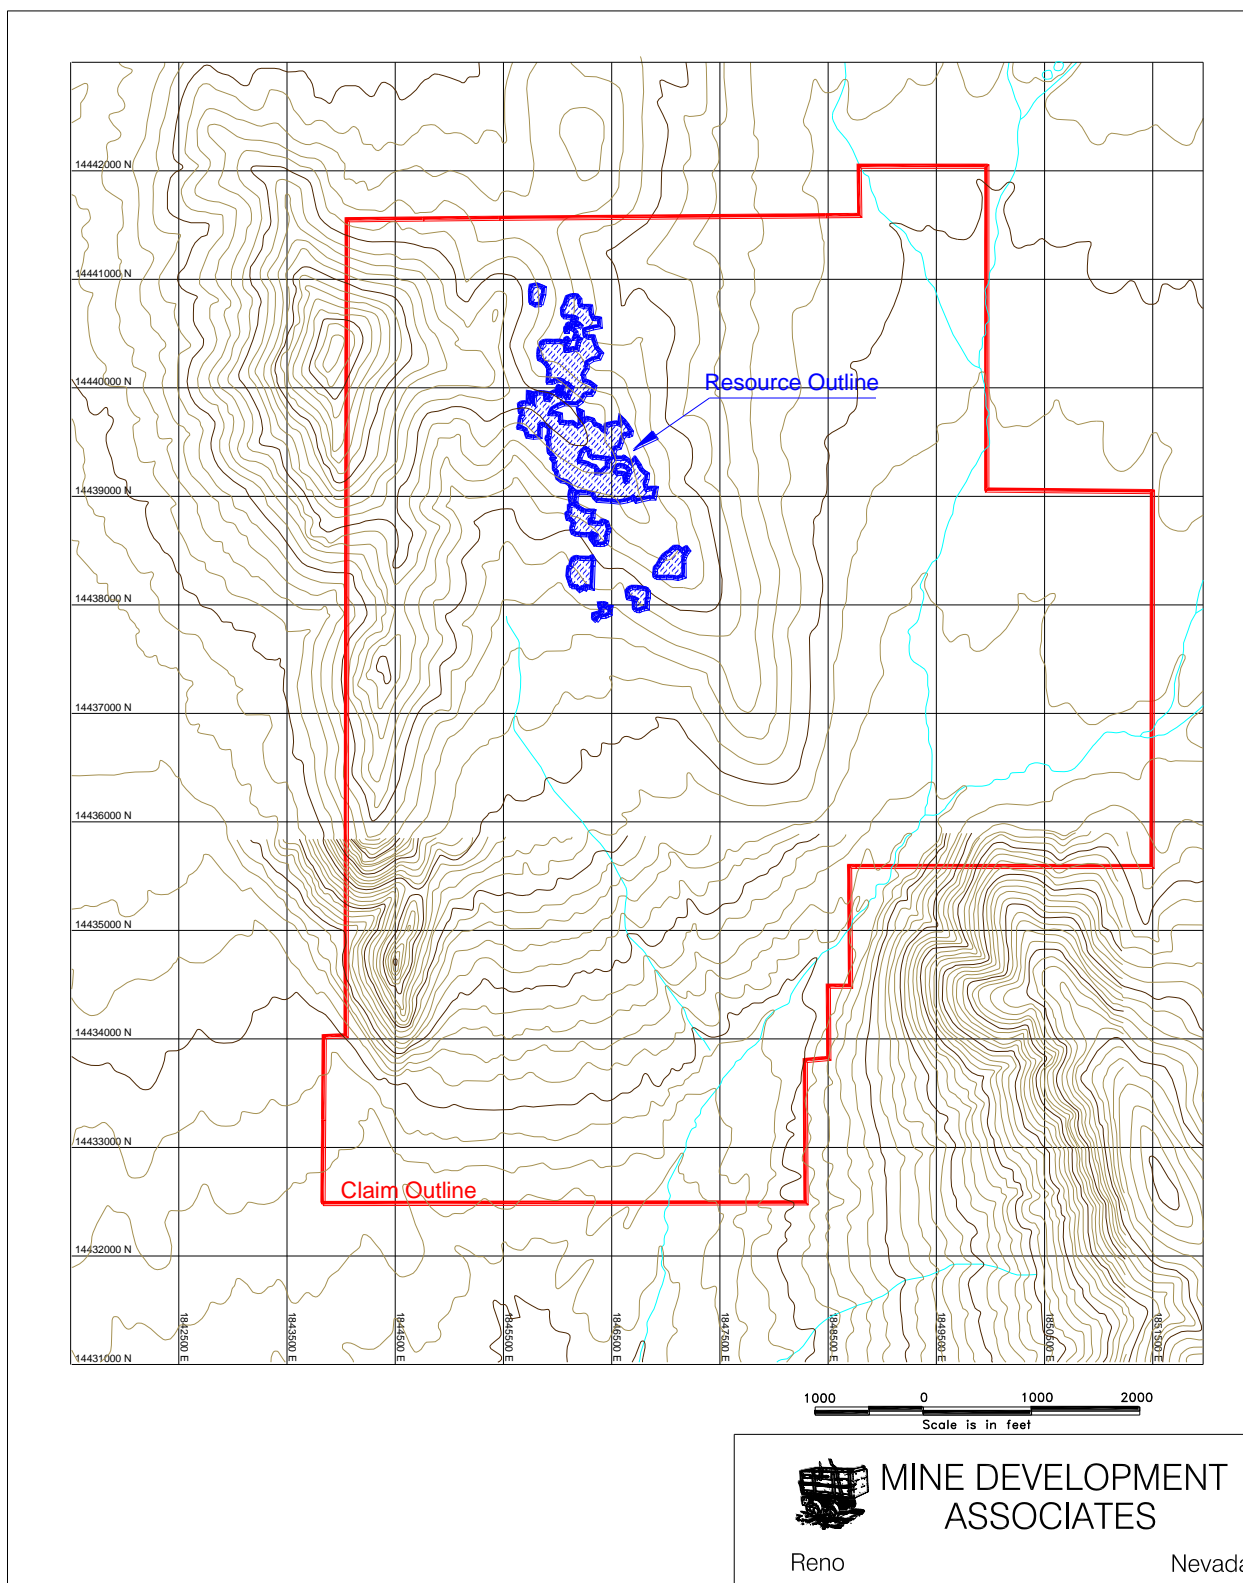 14442000 N
14441000 N
14440000 N
Resource Outline
14439000 N
14438000 N
14437000 N
14436000 N
14435000 N
14434000 N
14433000 N
Claim Outline
14432000 N
14431000 N
1842500 E
1843500 E
1844500 E
1845500 E
1846500 E
1847500 E
1848500 E
1849500 E
1850500 E
1851500 E
1000 0 1000 2000
Scale is in feet
MINE DEVELOPMENT
ASSOCIATES
Reno Nevada